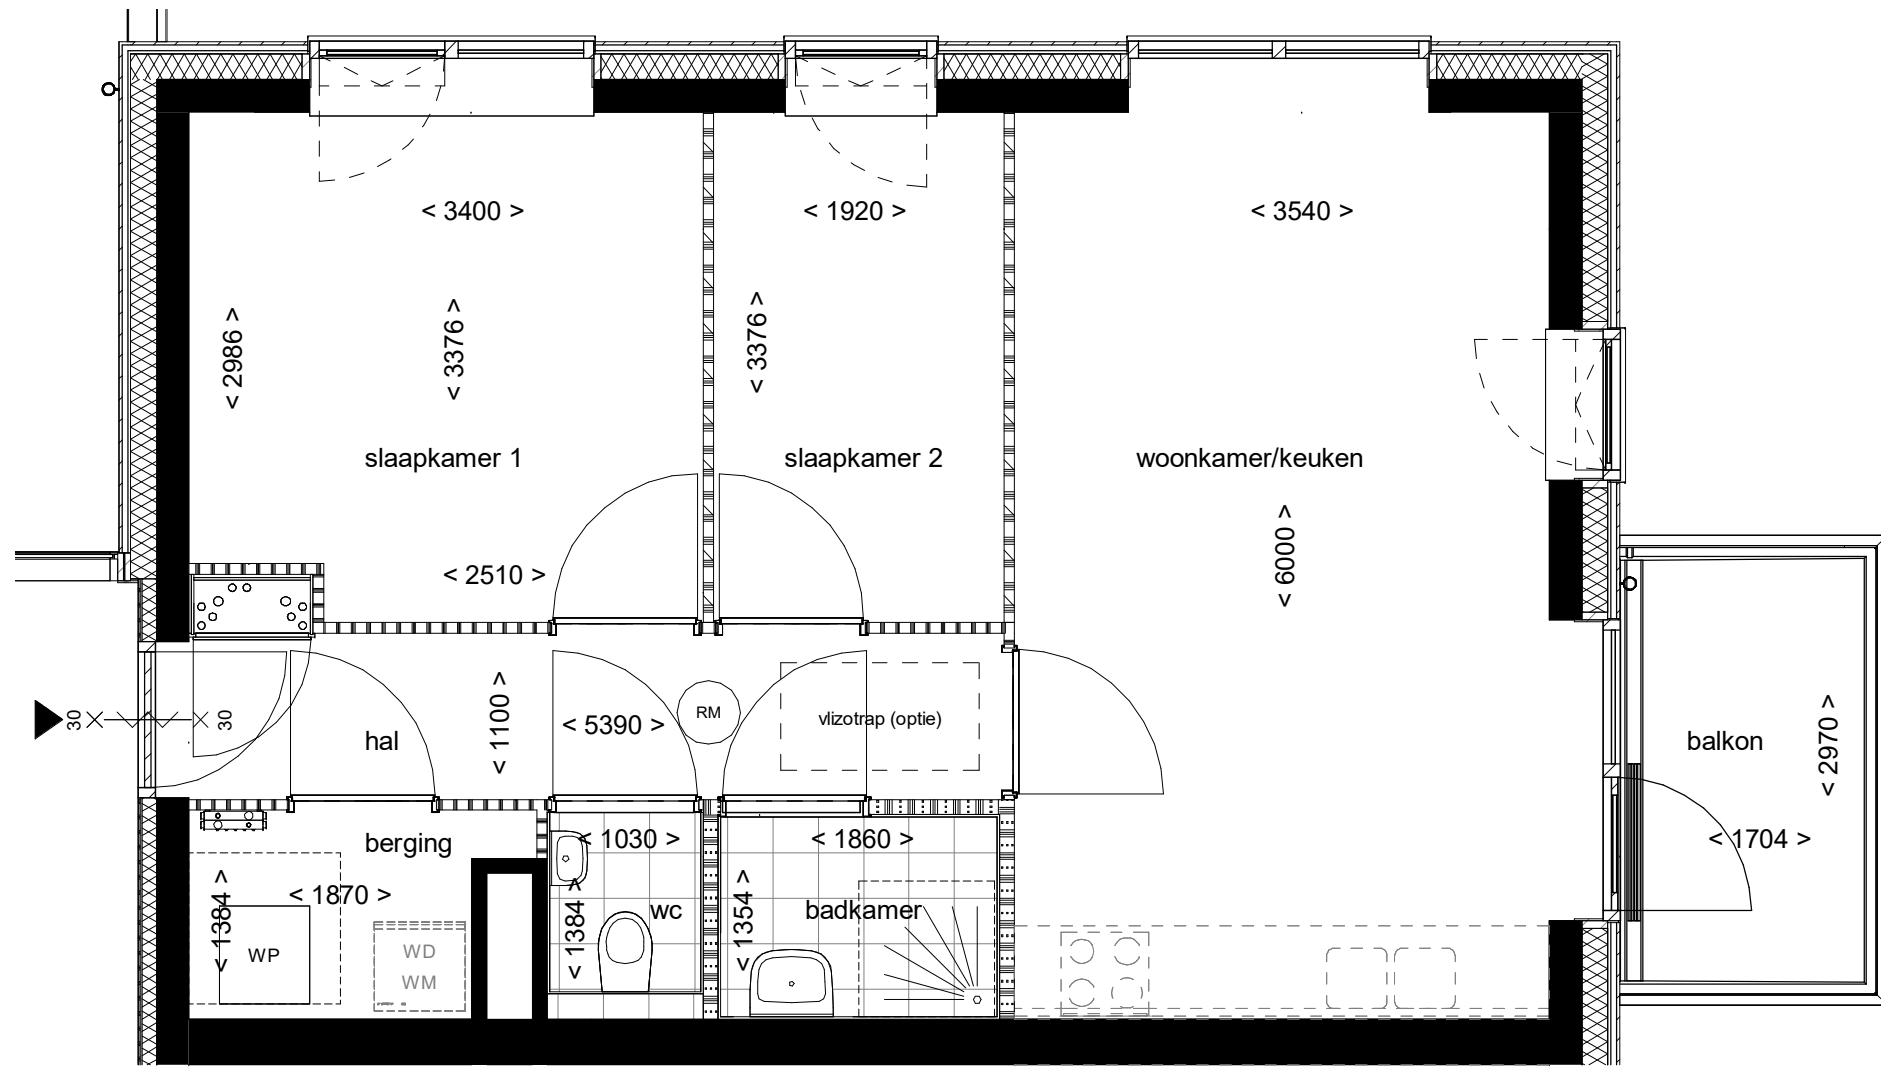 < 3400 >
< 1920 >
< 3540 >
< 2986 >
< 3376 >
< 3376 >
slaapkamer 1
slaapkamer 2
woonkamer/keuken
< 6000 >
< 2510 >
30
30
hal
< 1100 >
< 5390 >
RM
vlizotrap (optie)
balkon
< 2970 >
< 1704 >
berging
< 1030 >
< 1860 >
< 1384 >
< 1870 >
< 1384 >
wc
< 1354 >
badkamer
WP
WD
WM